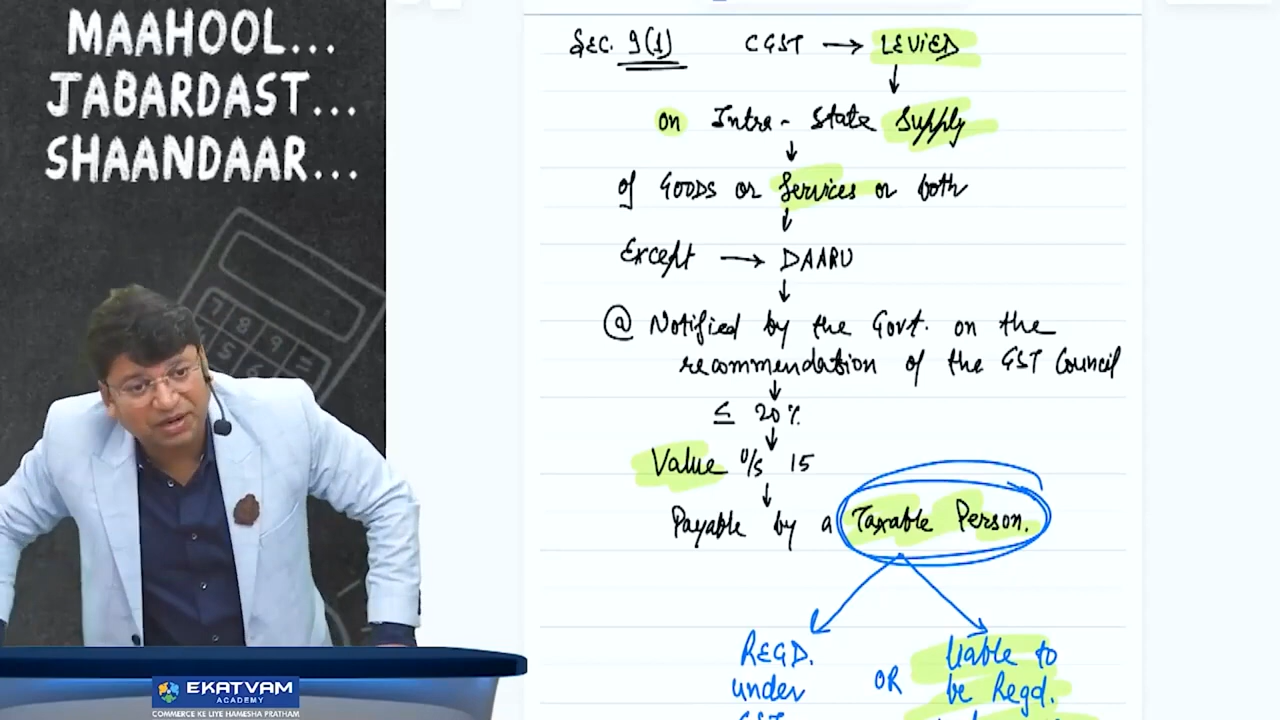 MAAHOOL...
JABARDAST...
SHAANDAAR...
EKATVAM
ACADEMY
COMMERCE KE LIYE HAMESHA PRATHAM
SEC. 9(1) CGST → LEVIED
↓
on Intra-State Supply
↓
of GOODS or Services or both
↓
Except → DAARU
↓
@ Notified by the Govt. on the
recommendation of the GST Council
↓
≤ 20%
↓
Value u/s 15
↓
Payable by a Taxable Person.
REGD. OR liable to
under be Regd.
GST